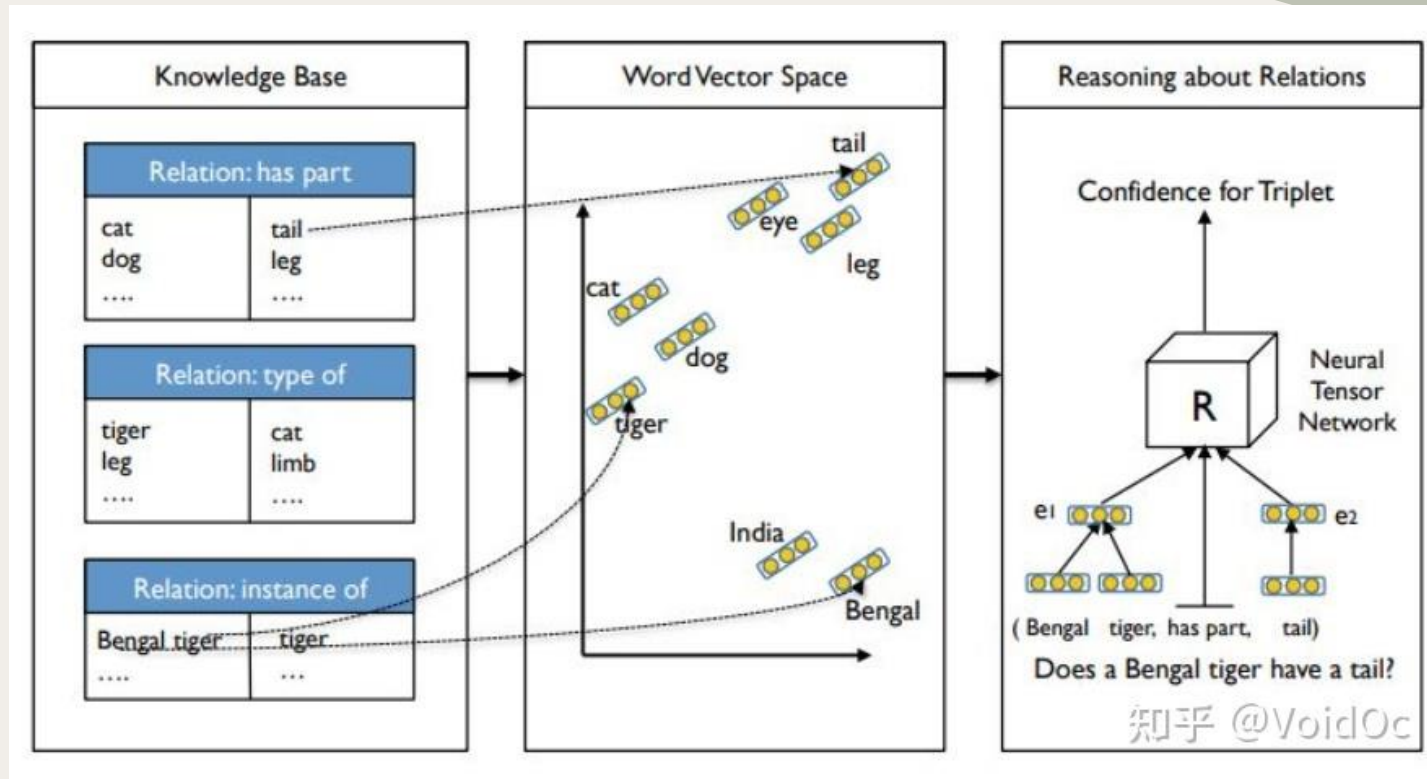 Knowledge Base
Relation: has part
cat tail
dog leg
.... ....
Relation: type of
tiger cat
leg limb
.... ....
Relation: instance of
Bengal tiger tiger
.... ...
Word Vector Space
tail
eye
leg
cat
dog
tiger
India
Bengal
Reasoning about Relations
Confidence for Triplet
R
Neural
Tensor
Network
e1 e2
( Bengal tiger, has part, tail)
Does a Bengal tiger have a tail?
知乎 @VoidOc